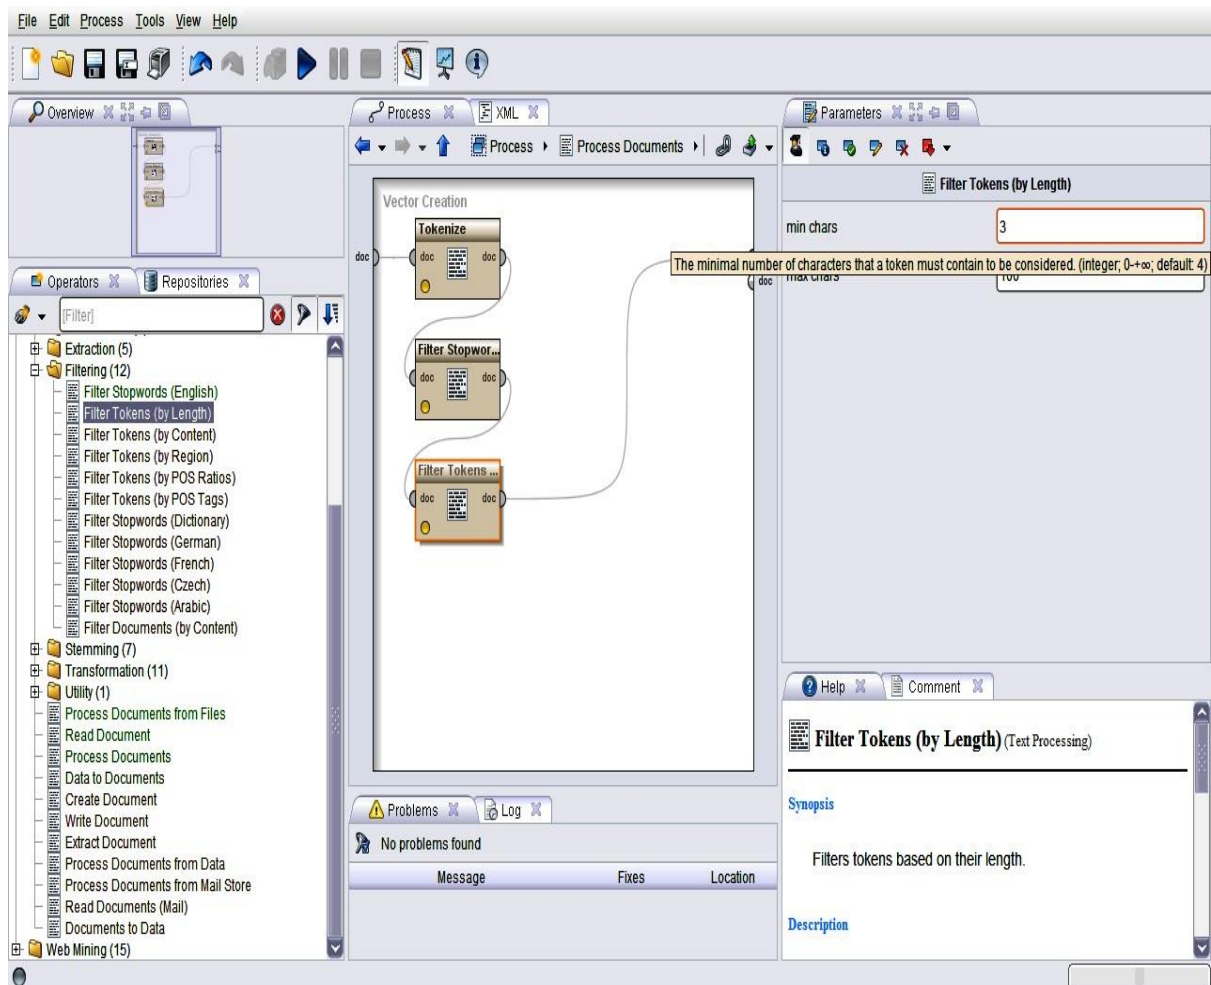 File Edit Process Tools View Help
Overview
Operators
Repositories
[Filter]
Extraction (5)
Filtering (12)
Filter Stopwords (English)
Filter Tokens (by Length)
Filter Tokens (by Content)
Filter Tokens (by Region)
Filter Tokens (by POS Ratios)
Filter Tokens (by POS Tags)
Filter Stopwords (Dictionary)
Filter Stopwords (German)
Filter Stopwords (French)
Filter Stopwords (Czech)
Filter Stopwords (Arabic)
Filter Documents (by Content)
Stemming (7)
Transformation (11)
Utility (1)
Process Documents from Files
Read Document
Process Documents
Data to Documents
Create Document
Write Document
Extract Document
Process Documents from Data
Process Documents from Mail Store
Read Documents (Mail)
Documents to Data
Web Mining (15)
Process
XML
Process
Process Documents
Vector Creation
Tokenize
doc
doc
doc
Filter Stopwor...
doc
doc
Filter Tokens ...
doc
doc
doc
Problems
Log
No problems found
Message Fixes Location
Parameters
Filter Tokens (by Length)
min chars
3
The minimal number of characters that a token must contain to be considered. (integer; 0-+∞; default: 4)
max chars
100
Help
Comment
Filter Tokens (by Length) (Text Processing)
Synopsis
Filters tokens based on their length.
Description